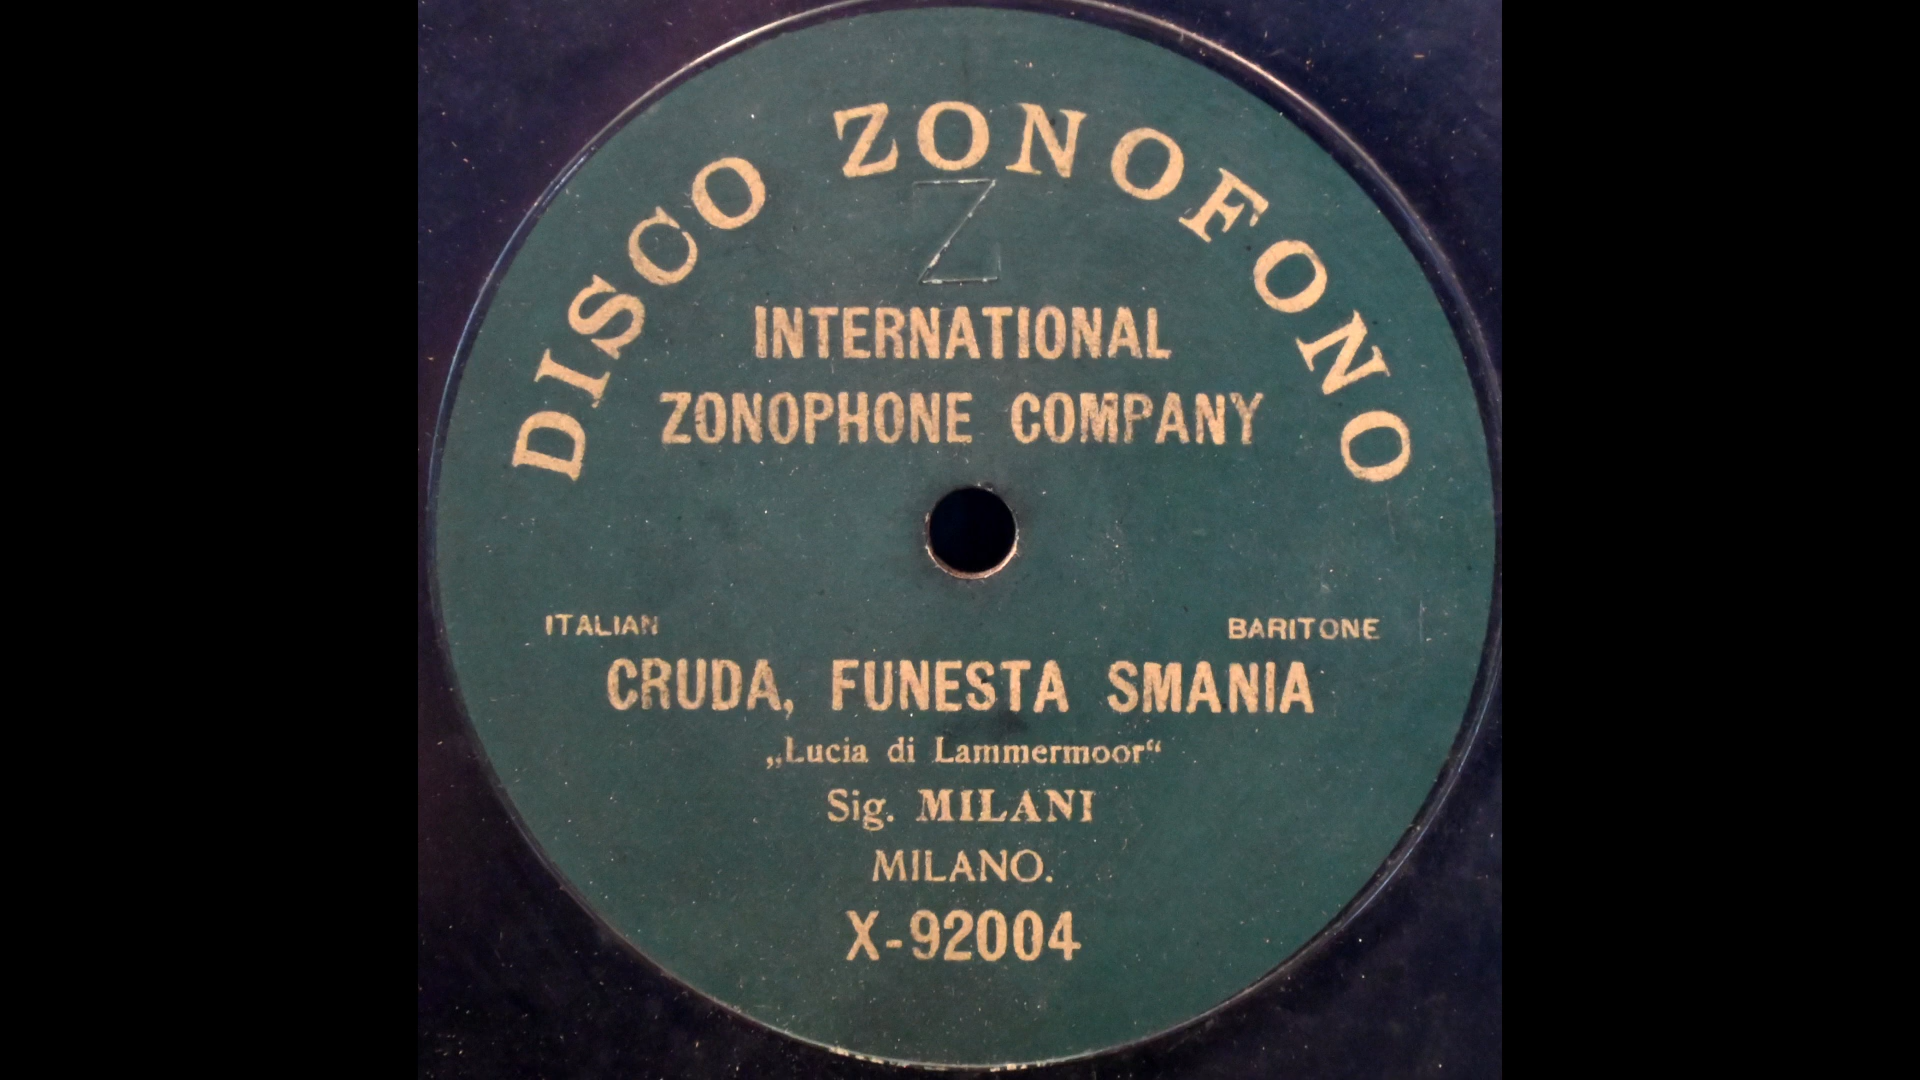 DISCO ZONOFONO
Z
INTERNATIONAL
ZONOPHONE COMPANY
ITALIAN BARITONE
CRUDA, FUNESTA SMANIA
„Lucia di Lammermoor“
Sig. MILANI
MILANO.
X-92004